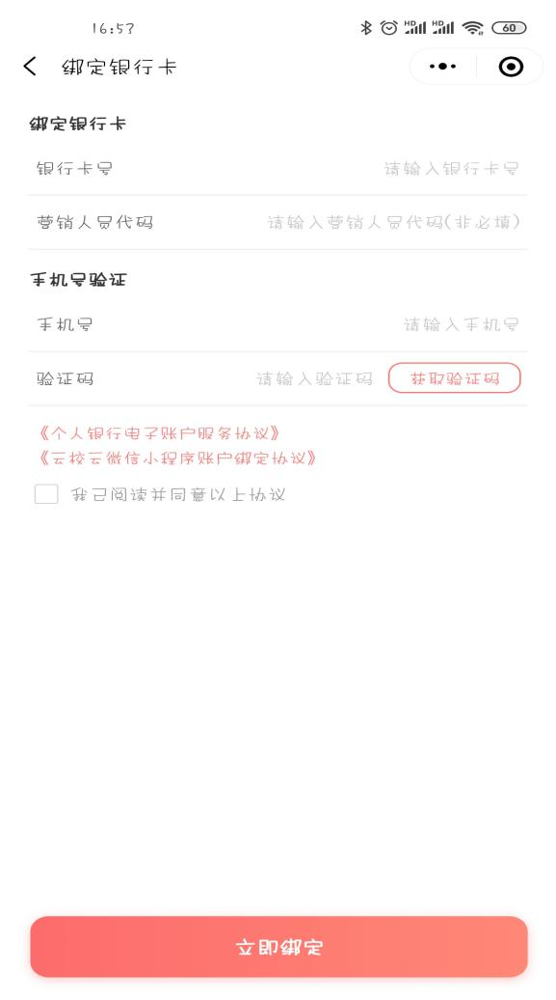 16:57
HD HD 60
绑定银行卡
绑定银行卡
银行卡号 请输入银行卡号
营销人员代码 请输入营销人员代码(非必填)
手机号验证
手机号 请输入手机号
验证码 请输入验证码 获取验证码
《个人银行电子账户服务协议》
《云校云微信小程序账户绑定协议》
我已阅读并同意以上协议
立即绑定